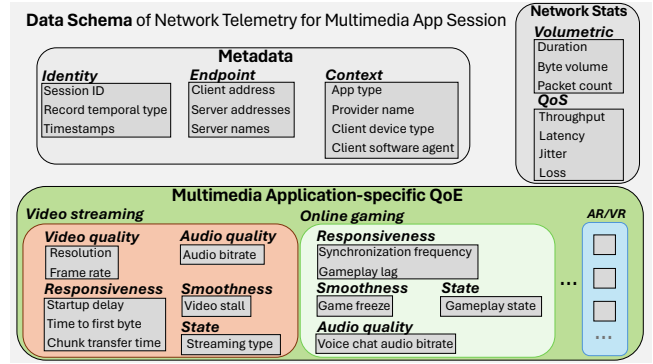 Data Schema of Network Telemetry for Multimedia App Session
Metadata
Identity
Session ID
Record temporal type
Timestamps
Endpoint
Client address
Server addresses
Server names
Context
App type
Provider name
Client device type
Client software agent
Network Stats
Volumetric
Duration
Byte volume
Packet count
QoS
Throughput
Latency
Jitter
Loss
Multimedia Application-specific QoE
Video streaming
Video quality
Resolution
Frame rate
Audio quality
Audio bitrate
Responsiveness
Startup delay
Time to first byte
Chunk transfer time
Smoothness
Video stall
State
Streaming type
Online gaming
Responsiveness
Synchronization frequency
Gameplay lag
Smoothness
Game freeze
State
Gameplay state
Audio quality
Voice chat audio bitrate
...
AR/VR
...